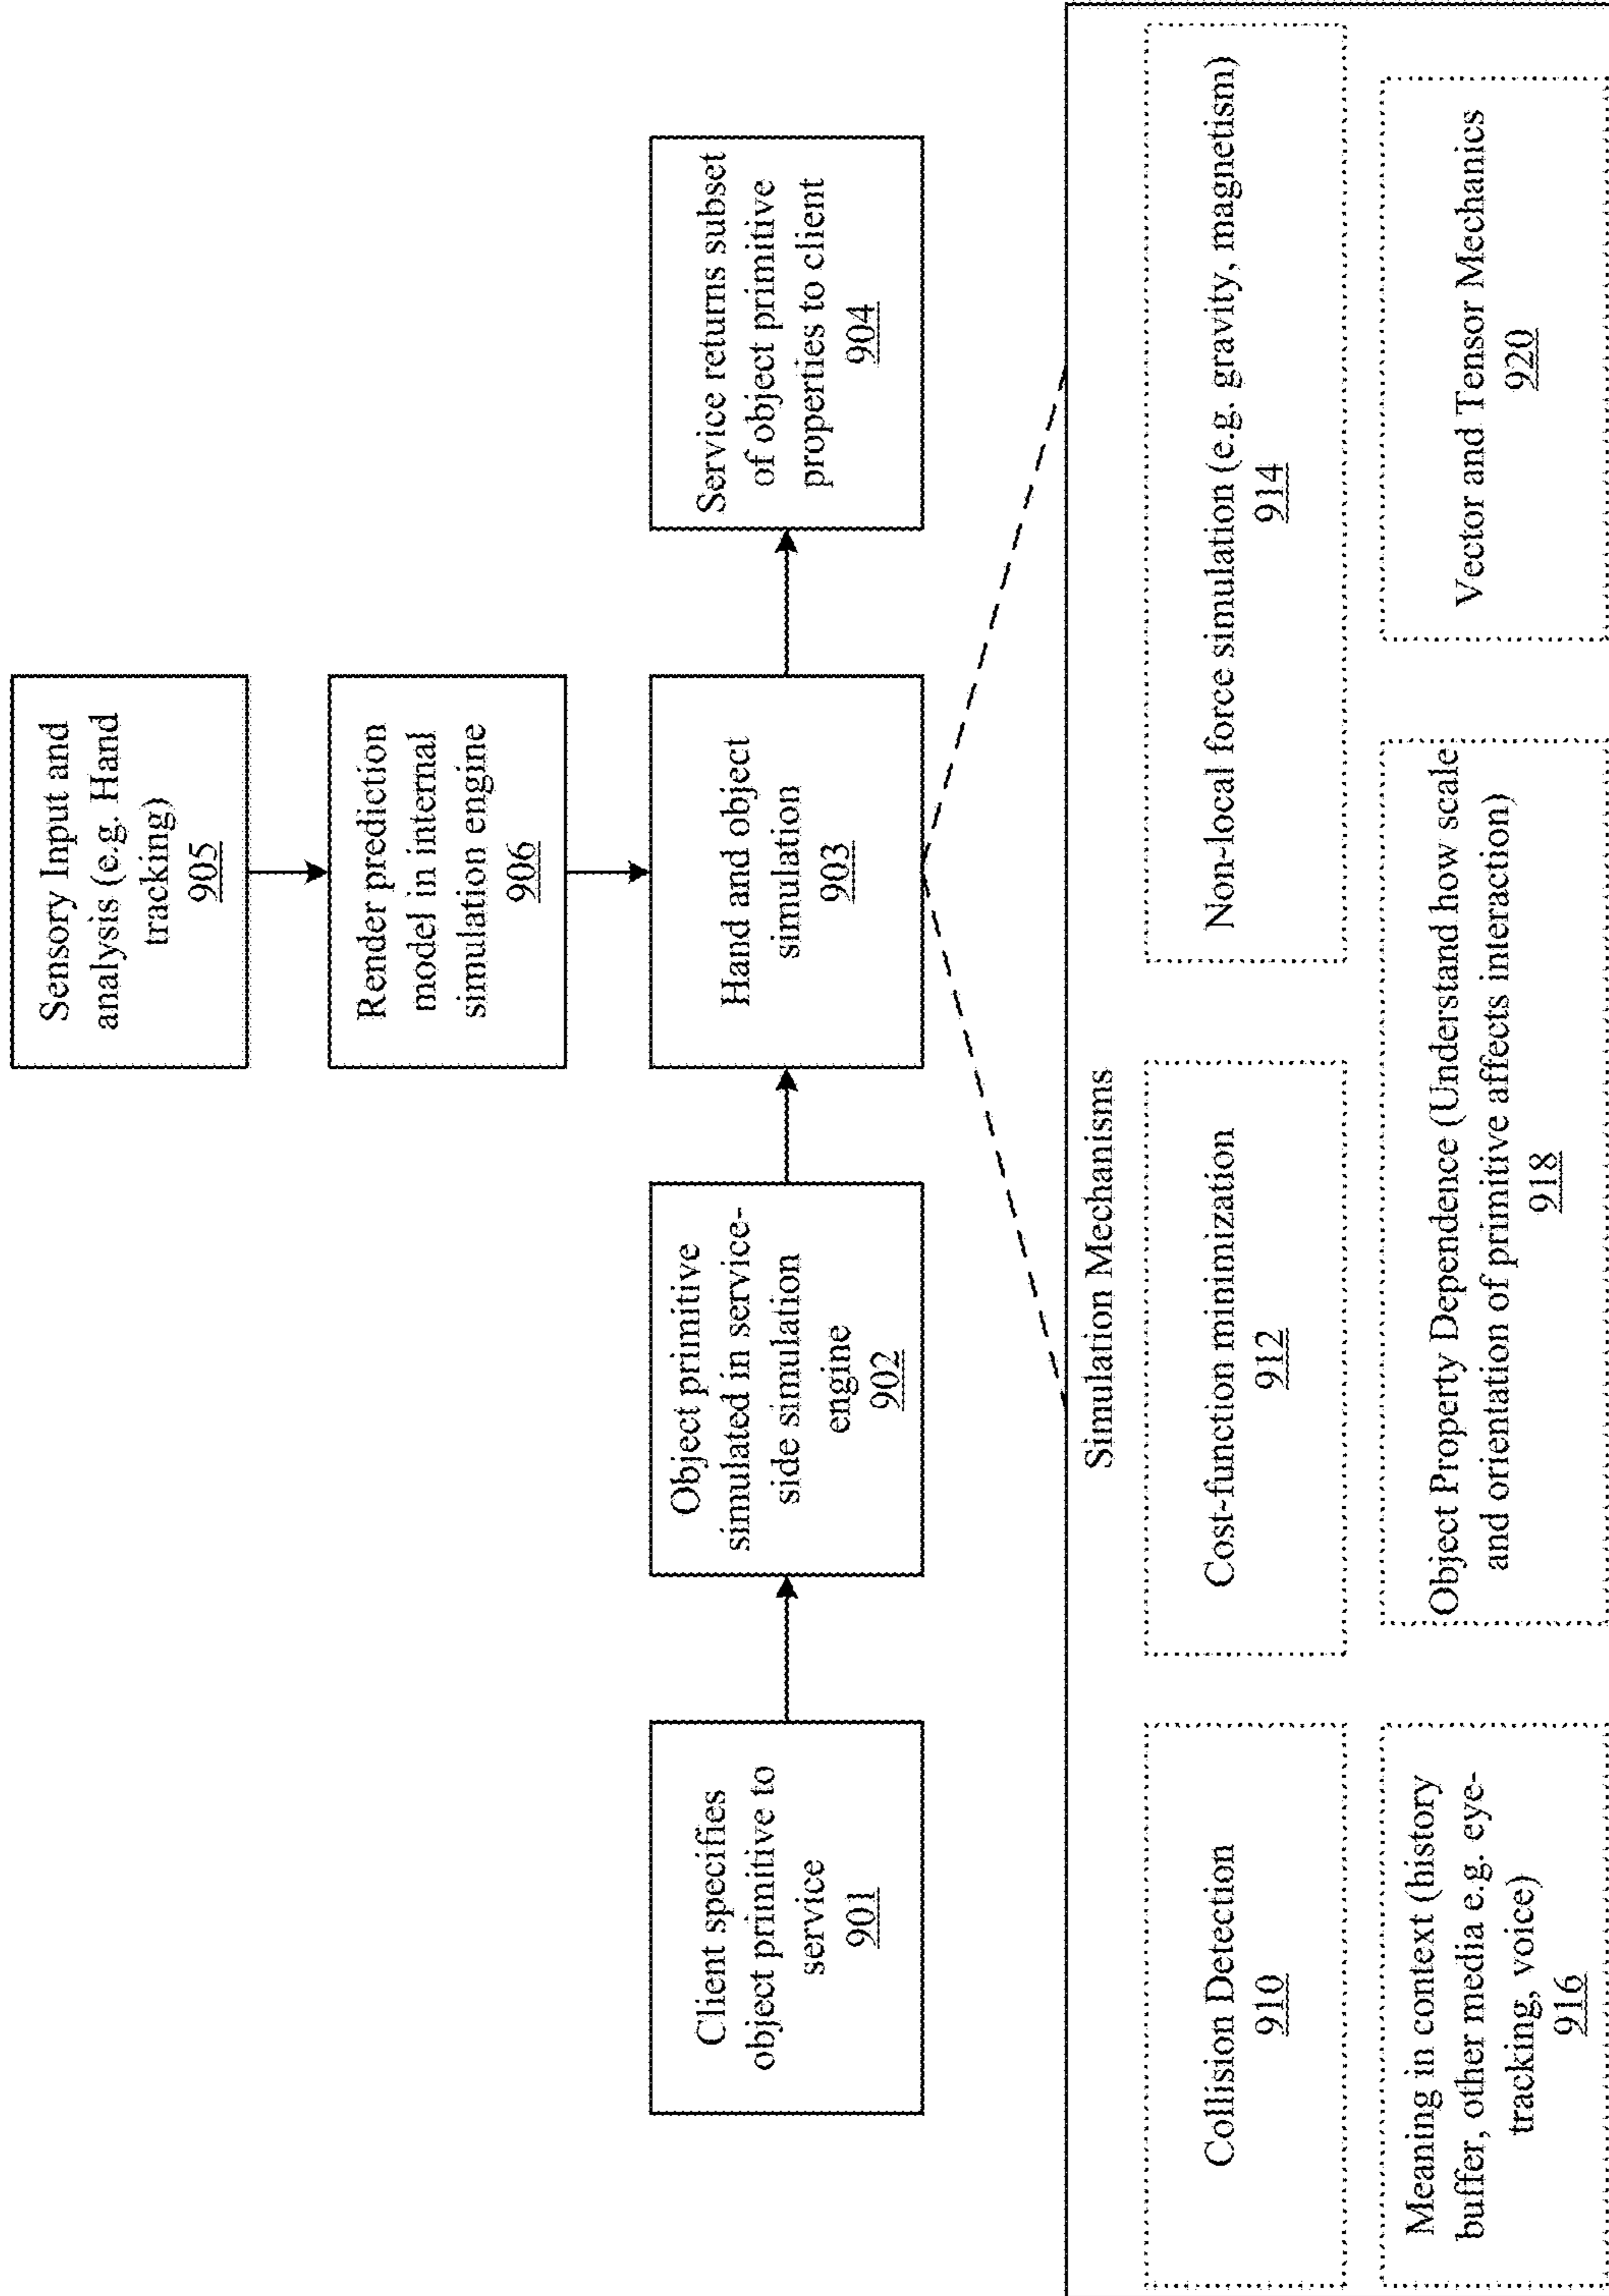 Sensory Input and
analysis (e.g. Hand
tracking)
905
Render prediction
model in internal
simulation engine
906
Client specifies
object primitive to
service
901
Object primitive
simulated in service-
side simulation
engine
902
Hand and object
simulation
903
Service returns subset
of object primitive
properties to client
904
Simulation Mechanisms
Collision Detection
910
Cost-function minimization
912
Non-local force simulation (e.g. gravity, magnetism)
914
Meaning in context (history
buffer, other media e.g. eye-
tracking, voice)
916
Object Property Dependence (Understand how scale
and orientation of primitive affects interaction)
918
Vector and Tensor Mechanics
920